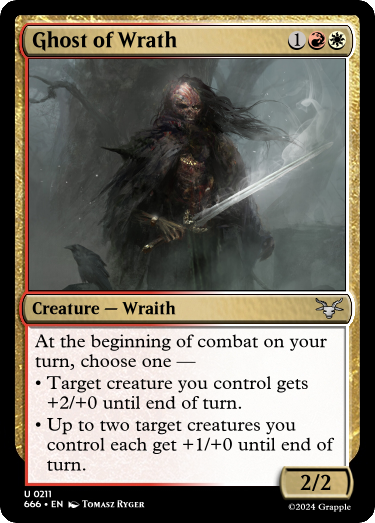 Ghost of Wrath 1
Creature — Wraith
At the beginning of combat on your
turn, choose one —
• Target creature you control gets
+2/+0 until end of turn.
• Up to two target creatures you
control each get +1/+0 until end of
turn.
2/2
U 0211
666 • EN Tomasz Ryger
©2024 Grapple